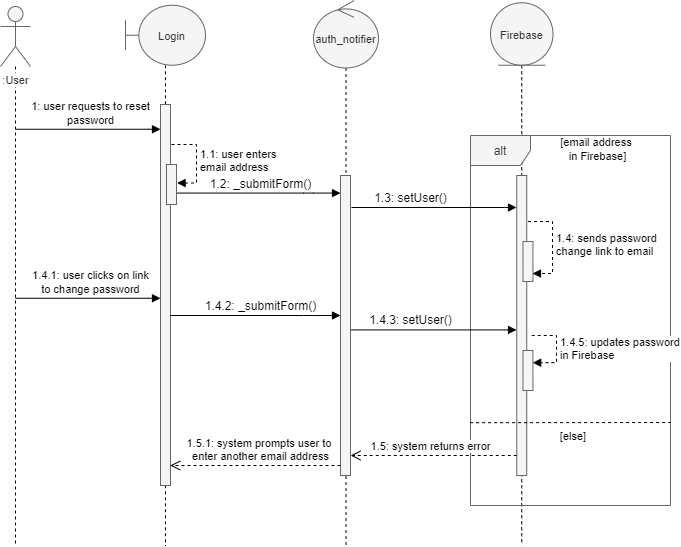 Login
auth_notifier
Firebase
:User
1: user requests to reset
password
alt
[email address
in Firebase]
1.1: user enters
email address
1.2: _submitForm()
1.3: setUser()
1.4: sends password
change link to email
1.4.1: user clicks on link
to change password
1.4.2: _submitForm()
1.4.3: setUser()
1.4.5: updates password
in Firebase
[else]
1.5: system returns error
1.5.1: system prompts user to
enter another email address